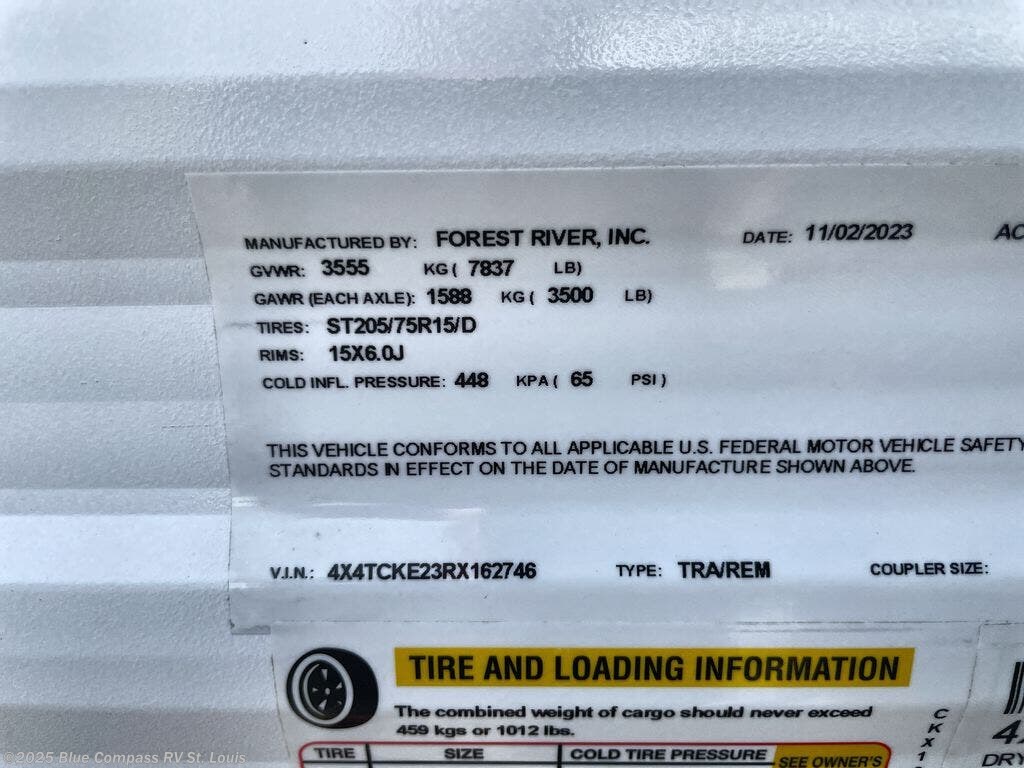 MANUFACTURED BY: FOREST RIVER, INC. DATE: 11/02/2023 AC
GVWR: 3555 KG ( 7837 LB)
GAWR (EACH AXLE): 1588 KG ( 3500 LB)
TIRES: ST205/75R15/D
RIMS: 15X6.0J
COLD INFL. PRESSURE: 448 KPA ( 65 PSI )
THIS VEHICLE CONFORMS TO ALL APPLICABLE U.S. FEDERAL MOTOR VEHICLE SAFETY
STANDARDS IN EFFECT ON THE DATE OF MANUFACTURE SHOWN ABOVE.
V.I.N.: 4X4TCKE23RX162746 TYPE: TRA/REM COUPLER SIZE:
TIRE AND LOADING INFORMATION
The combined weight of cargo should never exceed
459 kgs or 1012 lbs.
TIRE SIZE COLD TIRE PRESSURE SEE OWNER'S
CKX1
4X
DRY
©2025 Blue Compass RV St. Louis